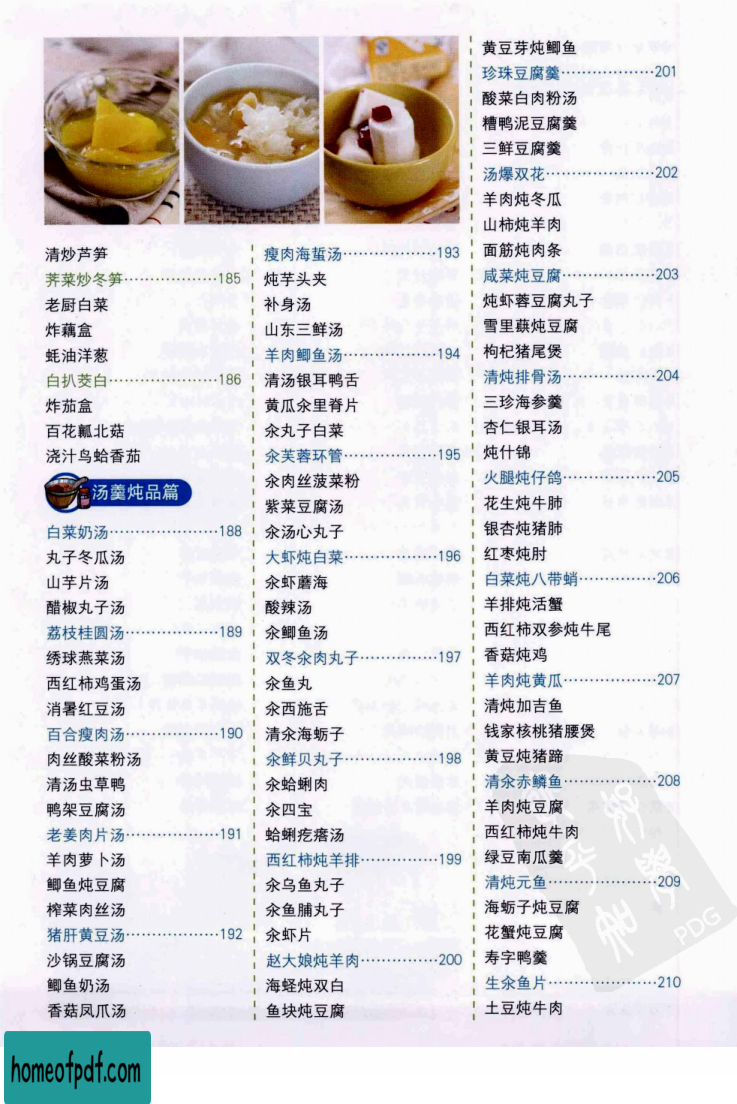 清炒芦笋
荠菜炒冬笋················185
老厨白菜
炸藕盒
蚝油洋葱
白扒茭白··················186
炸茄盒
百花瓤北菇
浇汁鸟蛤香茄
汤羹炖品篇
白菜奶汤··················188
丸子冬瓜汤
山芋片汤
醋椒丸子汤
荔枝桂圆汤················189
绣球燕菜汤
西红柿鸡蛋汤
消暑红豆汤
百合瘦肉汤················190
肉丝酸菜粉汤
清汤虫草鸭
鸭架豆腐汤
老姜肉片汤················191
羊肉萝卜汤
鲫鱼炖豆腐
榨菜肉丝汤
猪肝黄豆汤················192
沙锅豆腐汤
鲫鱼奶汤
香菇凤爪汤
瘦肉海蜇汤················193
炖芋头夹
补身汤
山东三鲜汤
羊肉鲫鱼汤················194
清汤银耳鸭舌
黄瓜汆里脊片
汆丸子白菜
汆芙蓉环管················195
汆肉丝菠菜粉
紫菜豆腐汤
汆汤心丸子
大虾炖白菜················196
汆虾蘑海
酸辣汤
汆鲫鱼汤
双冬汆肉丸子··············197
汆鱼丸
汆西施舌
清汆海蛎子
汆鲜贝丸子················198
汆蛤蜊肉
汆四宝
蛤蜊疙瘩汤
西红柿炖羊排··············199
汆乌鱼丸子
汆鱼脯丸子
汆虾片
赵大娘炖羊肉··············200
海蛏炖双白
鱼块炖豆腐
黄豆芽炖鲫鱼
珍珠豆腐羹················201
酸菜白肉粉汤
糟鸭泥豆腐羹
三鲜豆腐羹
汤爆双花··················202
羊肉炖冬瓜
山柿炖羊肉
面筋炖肉条
咸菜炖豆腐················203
炖虾蓉豆腐丸子
雪里蕻炖豆腐
枸杞猪尾煲
清炖排骨汤················204
三珍海参羹
杏仁银耳汤
炖什锦
火腿炖仔鸽················205
花生炖牛肺
银杏炖猪肺
红枣炖肘
白菜炖八带蛸··············206
羊排炖活蟹
西红柿双参炖牛尾
香菇炖鸡
羊肉炖黄瓜················207
清炖加吉鱼
钱家核桃猪腰煲
黄豆炖猪蹄
清汆赤鳞鱼················208
羊肉炖豆腐
西红柿炖牛肉
绿豆南瓜羹
清炖元鱼··················209
海蛎子炖豆腐
花蟹炖豆腐
寿字鸭羹
生汆鱼片··················210
土豆炖牛肉
PDG
homeofpdf.com